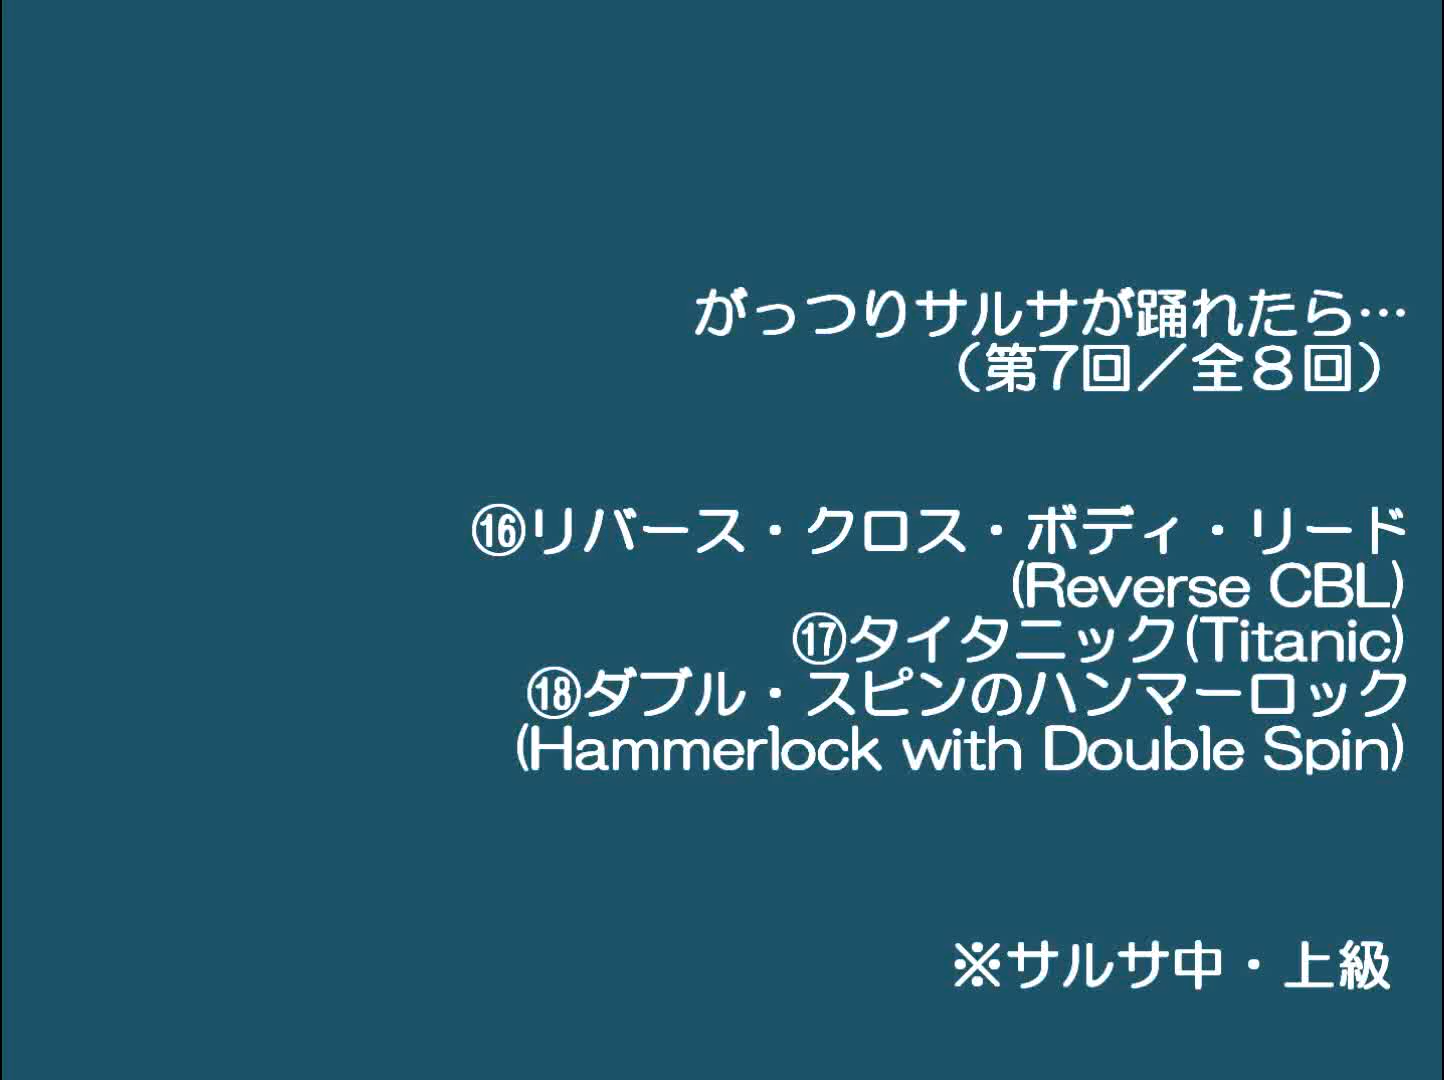 がっつりサルサが踊れたら…
（第7回／全８回）
⑯リバース・クロス・ボディ・リード
(Reverse CBL)
⑰タイタニック(Titanic)
⑱ダブル・スピンのハンマーロック
(Hammerlock with Double Spin)
※サルサ中・上級